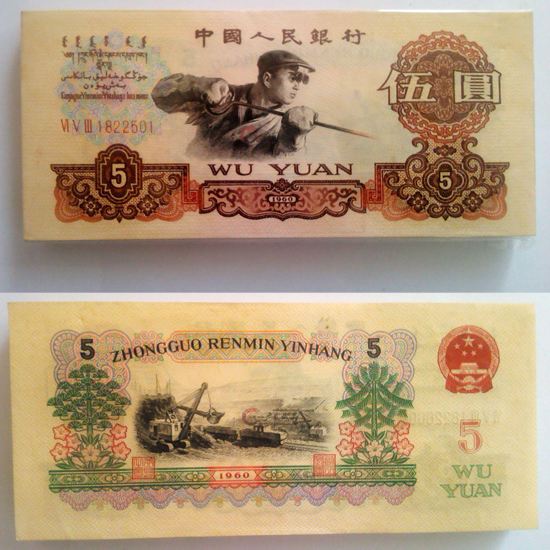 中國人民銀行
伍圓
VI V III 1822501
WU YUAN
5
5
1960
ZHONGGUO RENMIN YINHANG
5
5
5
WU
YUAN
1960